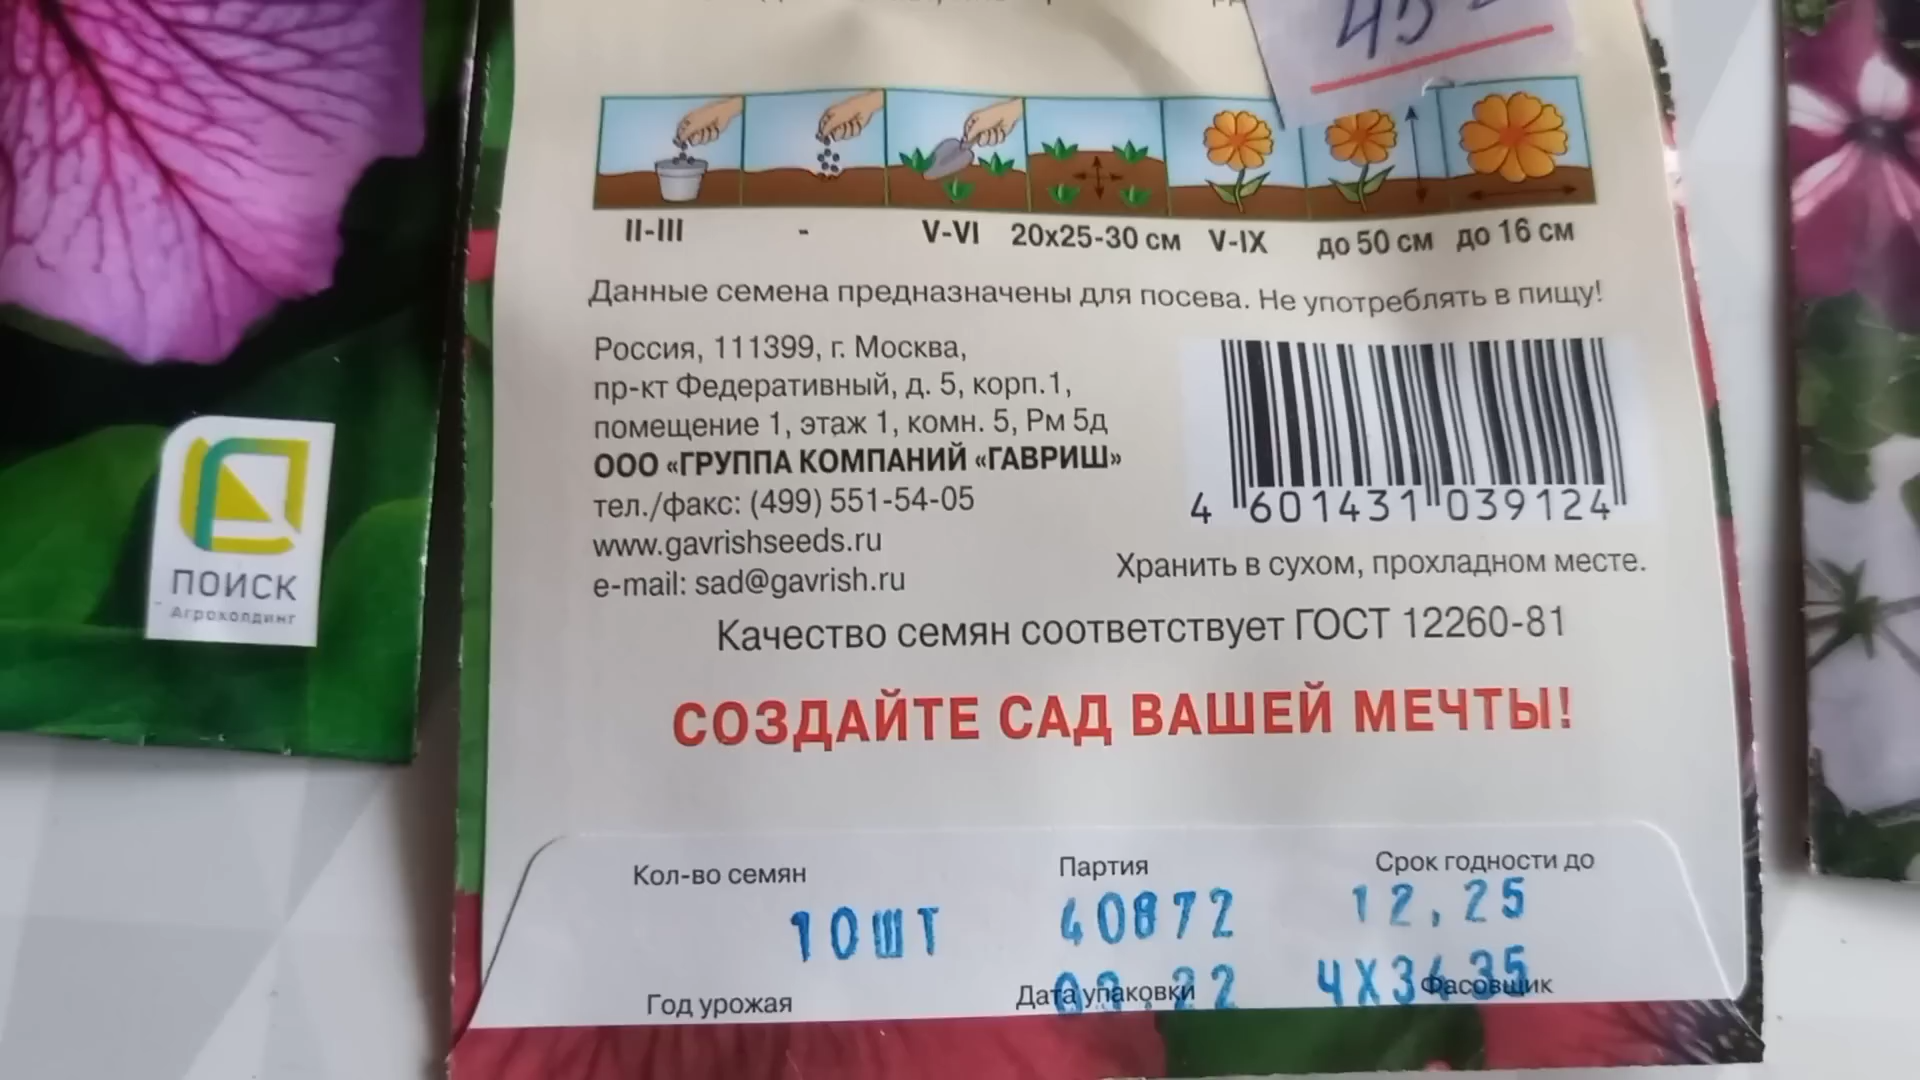 45
II-III - V-VI 20x25-30 см V-IX до 50 см до 16 см
Данные семена предназначены для посева. Не употреблять в пищу!
Россия, 111399, г. Москва,
пр-кт Федеративный, д. 5, корп.1,
помещение 1, этаж 1, комн. 5, Рм 5д
ООО «ГРУППА КОМПАНИЙ «ГАВРИШ»
тел./факс: (499) 551-54-05
www.gavrishseeds.ru
e-mail: sad@gavrish.ru
4 601431 039124
Хранить в сухом, прохладном месте.
Качество семян соответствует ГОСТ 12260-81
СОЗДАЙТЕ САД ВАШЕЙ МЕЧТЫ!
Кол-во семян Партия Срок годности до
10ШТ 40872 12,25
Год урожая Дата упаковки Фасовщик
ПОИСК
Агрохолдинг